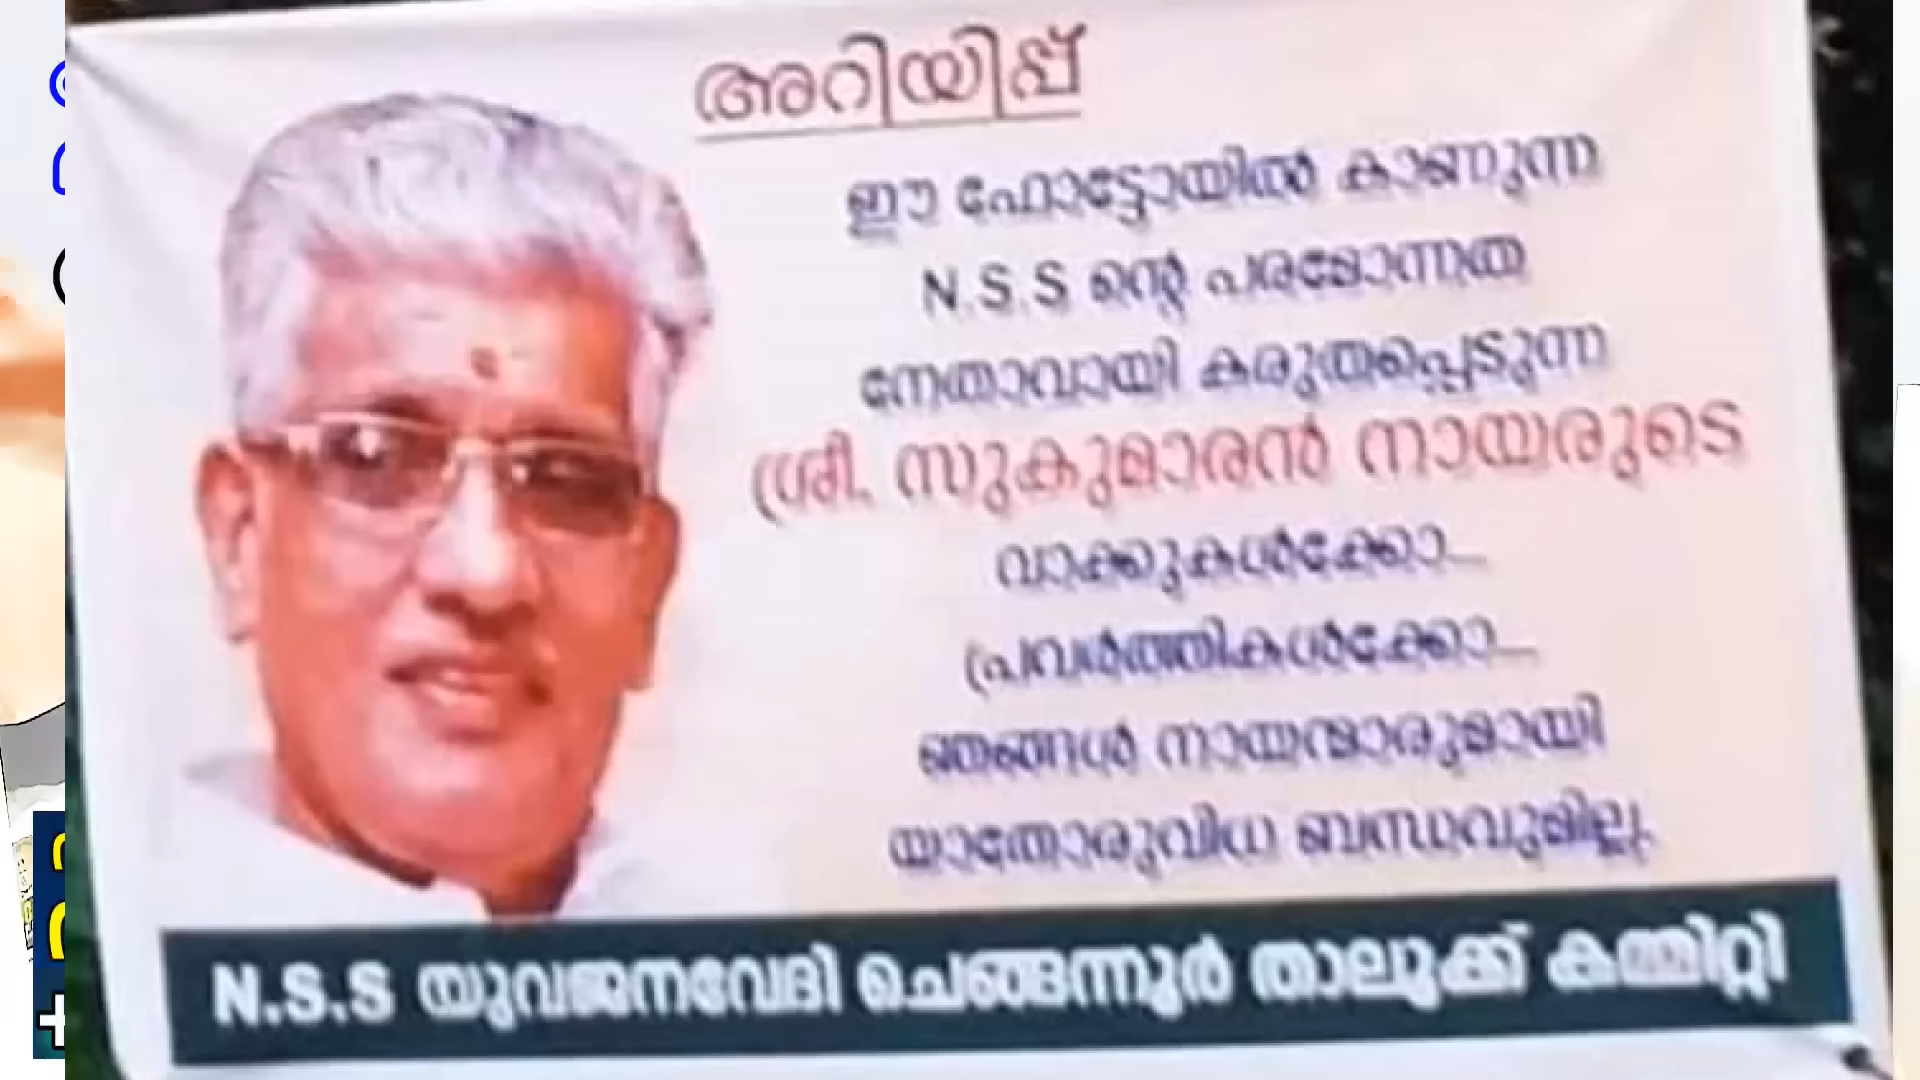 അറിയിപ്പ്
ഈ ഫോട്ടോയിൽ കാണുന്ന
N.S.S ന്റെ പരമോന്നത
നേതാവായി കരുതപ്പെടുന്ന
ശ്രീ. സുകുമാരൻ നായരുടെ
വാക്കുകൾക്കോ...
പ്രവർത്തികൾക്കോ...
ഞങ്ങൾ നായന്മാരുമായി
യാതോരുവിധ ബന്ധവുമില്ല.
N.S.S യുവജനവേദി ചെങ്ങന്നൂർ താലൂക്ക് കമ്മിറ്റി